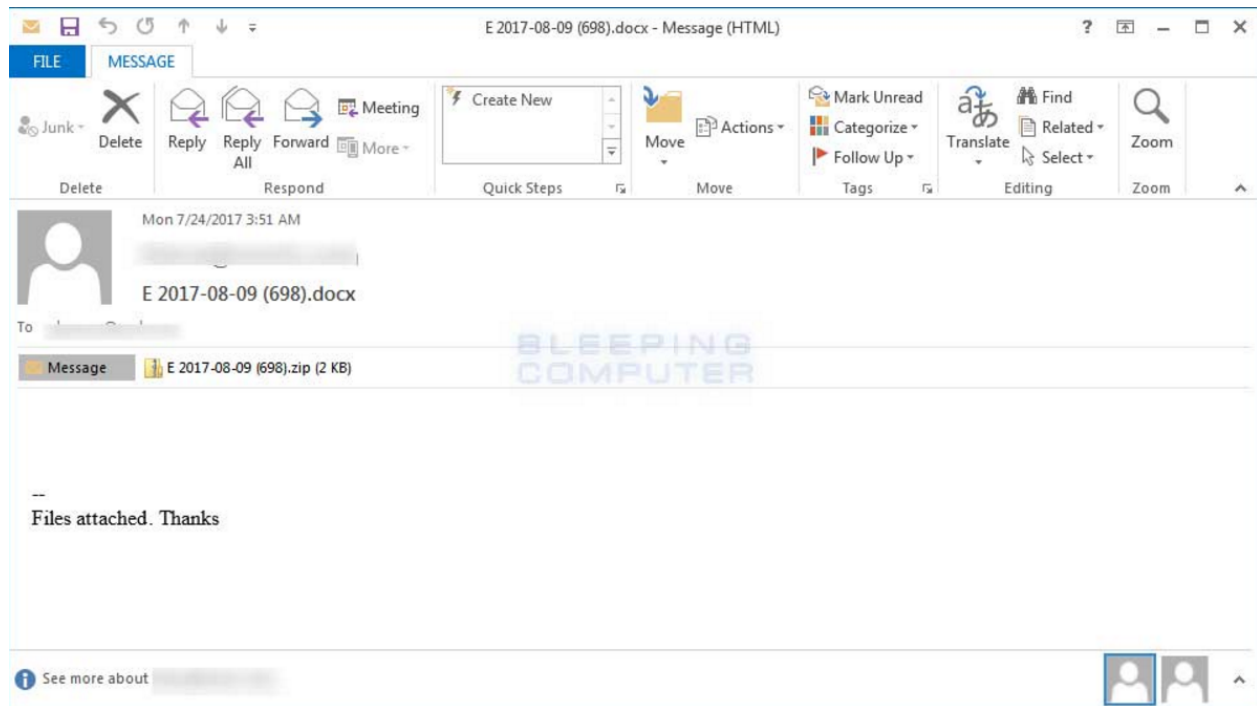 E 2017-08-09 (698).docx - Message (HTML)
?
FILE MESSAGE
Junk
Delete
Reply
Reply All
Forward
Meeting
More
Create New
Move
Actions
Mark Unread
Categorize
Follow Up
Translate
Find
Related
Select
Zoom
Delete Respond Quick Steps Move Tags Editing Zoom
Mon 7/24/2017 3:51 AM
E 2017-08-09 (698).docx
To
BLEEPING
COMPUTER
Message E 2017-08-09 (698).zip (2 KB)
--
Files attached. Thanks
See more about